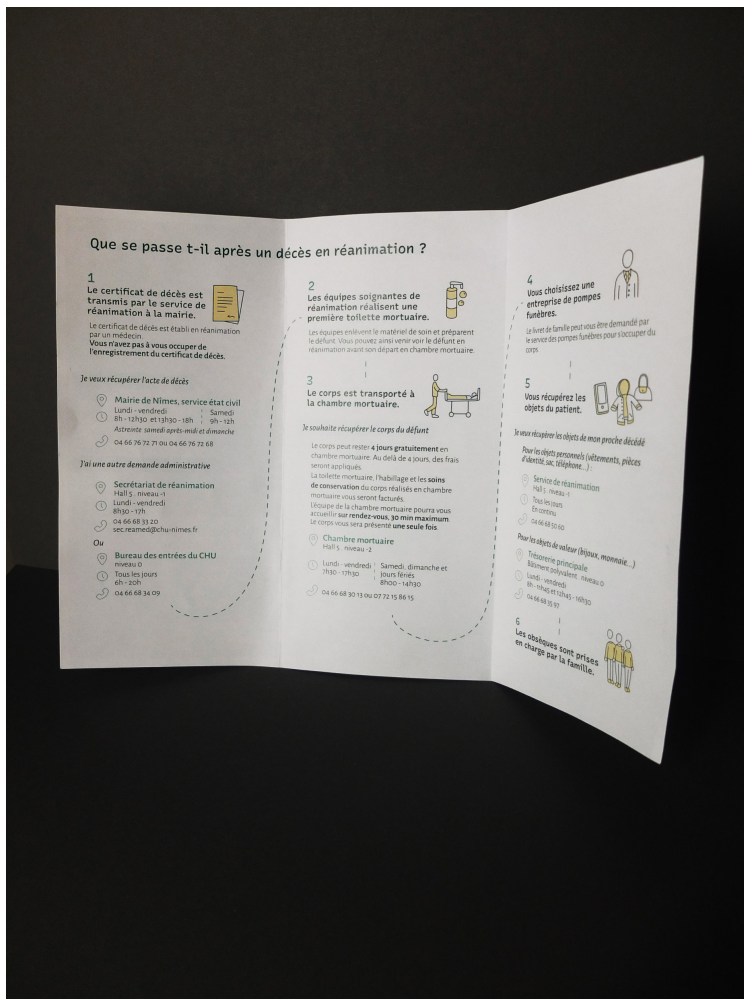 Que se passe t-il après un décès en réanimation ?
1
Le certificat de décès est
transmis par le service de
réanimation à la mairie.
Le certificat de décès est établi en réanimation
par un médecin.
Vous n'avez pas à vous occuper de
l'enregistrement du certificat de décès.
Je veux récupérer l'acte de décès
Mairie de Nîmes, service état civil
Lundi - vendredi
8h - 12h30 et 13h30 - 18h
Samedi
9h - 12h
Astreinte samedi après-midi et dimanche
04 66 76 72 71 ou 04 66 76 72 68
J'ai une autre demande administrative
Secrétariat de réanimation
Hall 5 niveau -1
Lundi - vendredi
8h30 - 17h
04 66 68 33 20
sec.reamed@chu-nimes.fr
Ou
Bureau des entrées du CHU
niveau 0
Tous les jours
6h - 20h
04 66 68 34 09
2
Les équipes soignantes de
réanimation réalisent une
première toilette mortuaire.
Les équipes enlèvent le matériel de soin et préparent
le défunt. Vous pouvez ainsi venir voir le défunt en
réanimation avant son départ en chambre mortuaire.
3
Le corps est transporté à
la chambre mortuaire.
Je souhaite récupérer le corps du défunt
Le corps peut rester 4 jours gratuitement en
chambre mortuaire. Au delà de 4 jours, des frais
seront appliqués.
La toilette mortuaire, l'habillage et les soins
de conservation du corps réalisés en chambre
mortuaire vous seront facturés.
L'équipe de la chambre mortuaire pourra vous
accueillir sur rendez-vous, 30 min maximum.
Le corps vous sera présenté une seule fois.
Chambre mortuaire
Hall 5 niveau -2
Lundi - vendredi
7h30 - 17h30
Samedi, dimanche et
jours fériés
8h00 - 14h30
04 66 68 30 13 ou 07 72 15 86 15
4
Vous choisissez une
entreprise de pompes
funèbres.
Le livret de famille peut vous être demandé par
le service des pompes funèbres pour s'occuper du
corps.
5
Vous récupérez les
objets du patient.
Je veux récupérer les objets de mon proche décédé
Pour les objets personnels (vêtements, pièces
d'identité, sac, téléphone...) :
Service de réanimation
Hall 5 niveau -1
Tous les jours
En continu
04 66 68 50 60
Pour les objets de valeur (bijoux, monnaie...)
Trésorerie principale
Bâtiment polyvalent niveau 0
Lundi - vendredi
8h - 11h45 et 12h45 - 16h30
04 66 68 35 97
6
Les obsèques sont prises
en charge par la famille.